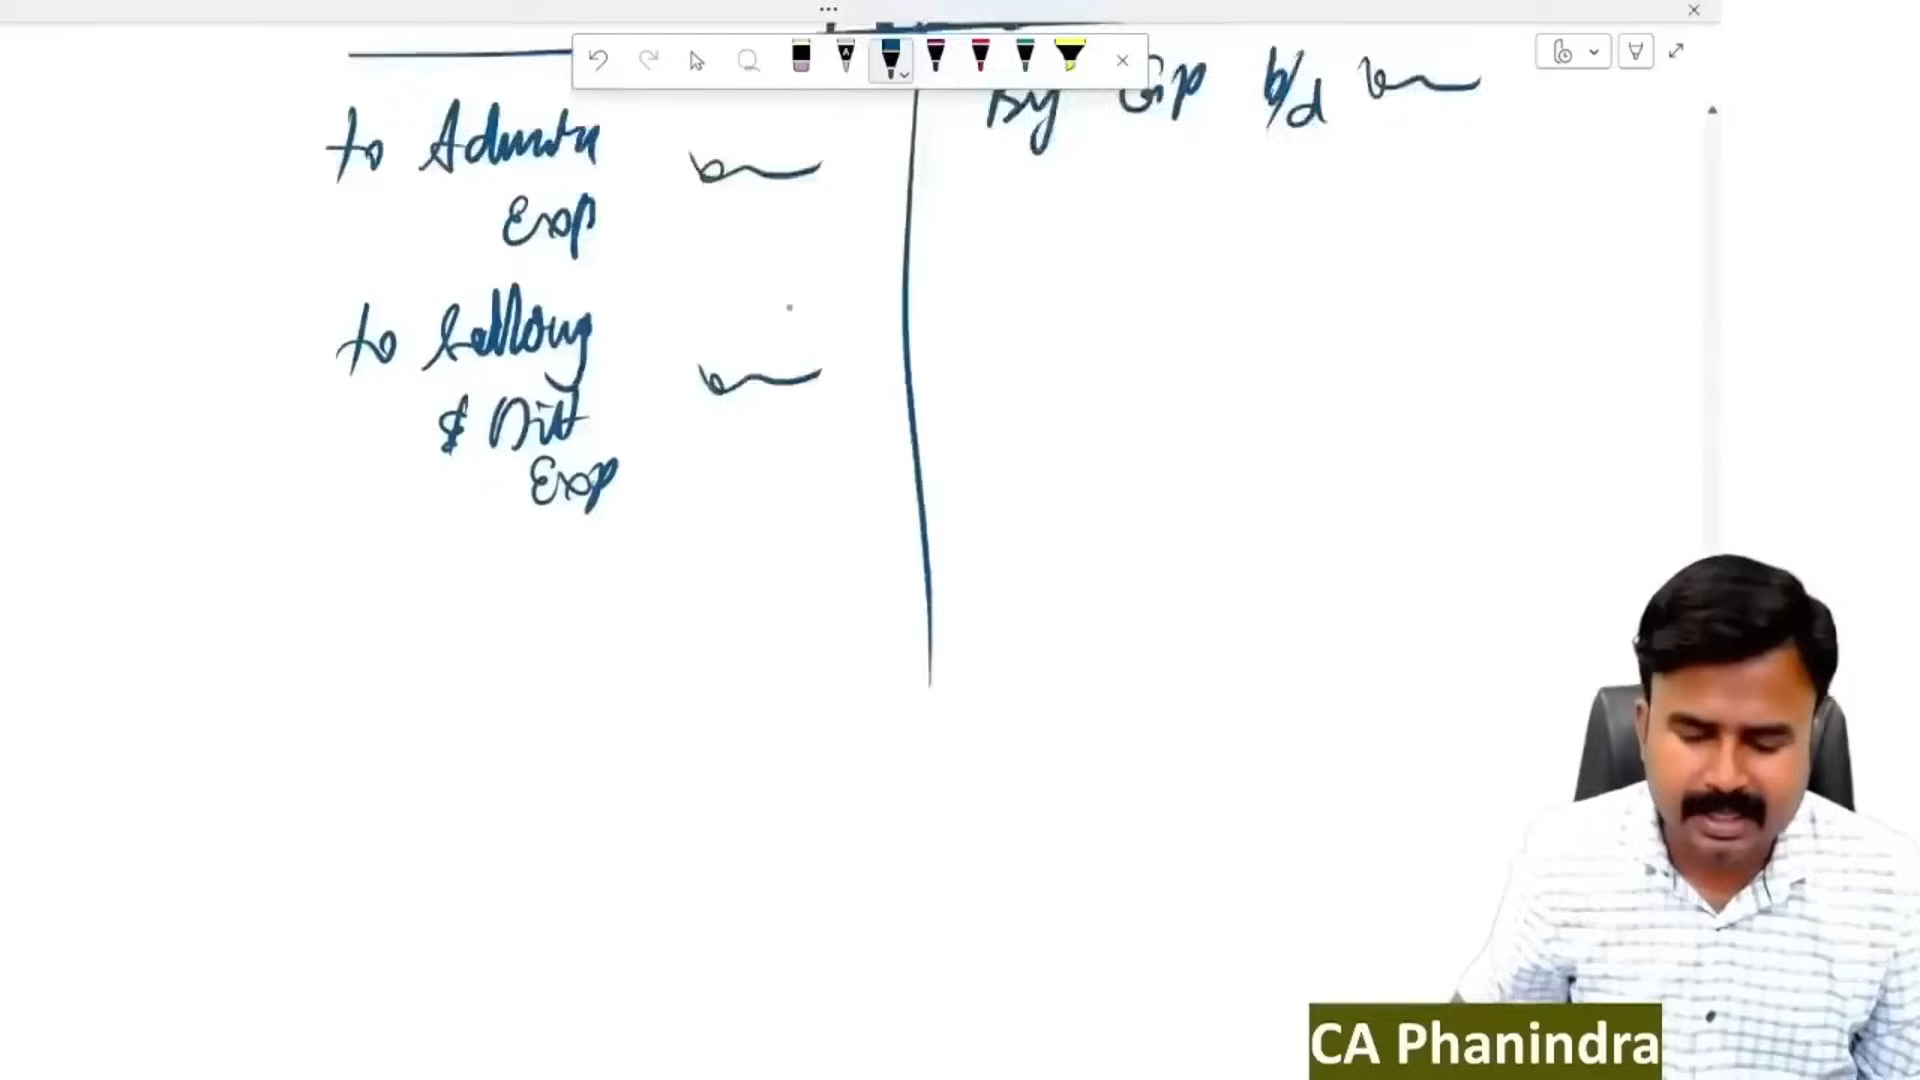 to Admn
Exp
to Selling
& Dist
Exp
By Gp b/d
CA Phanindra